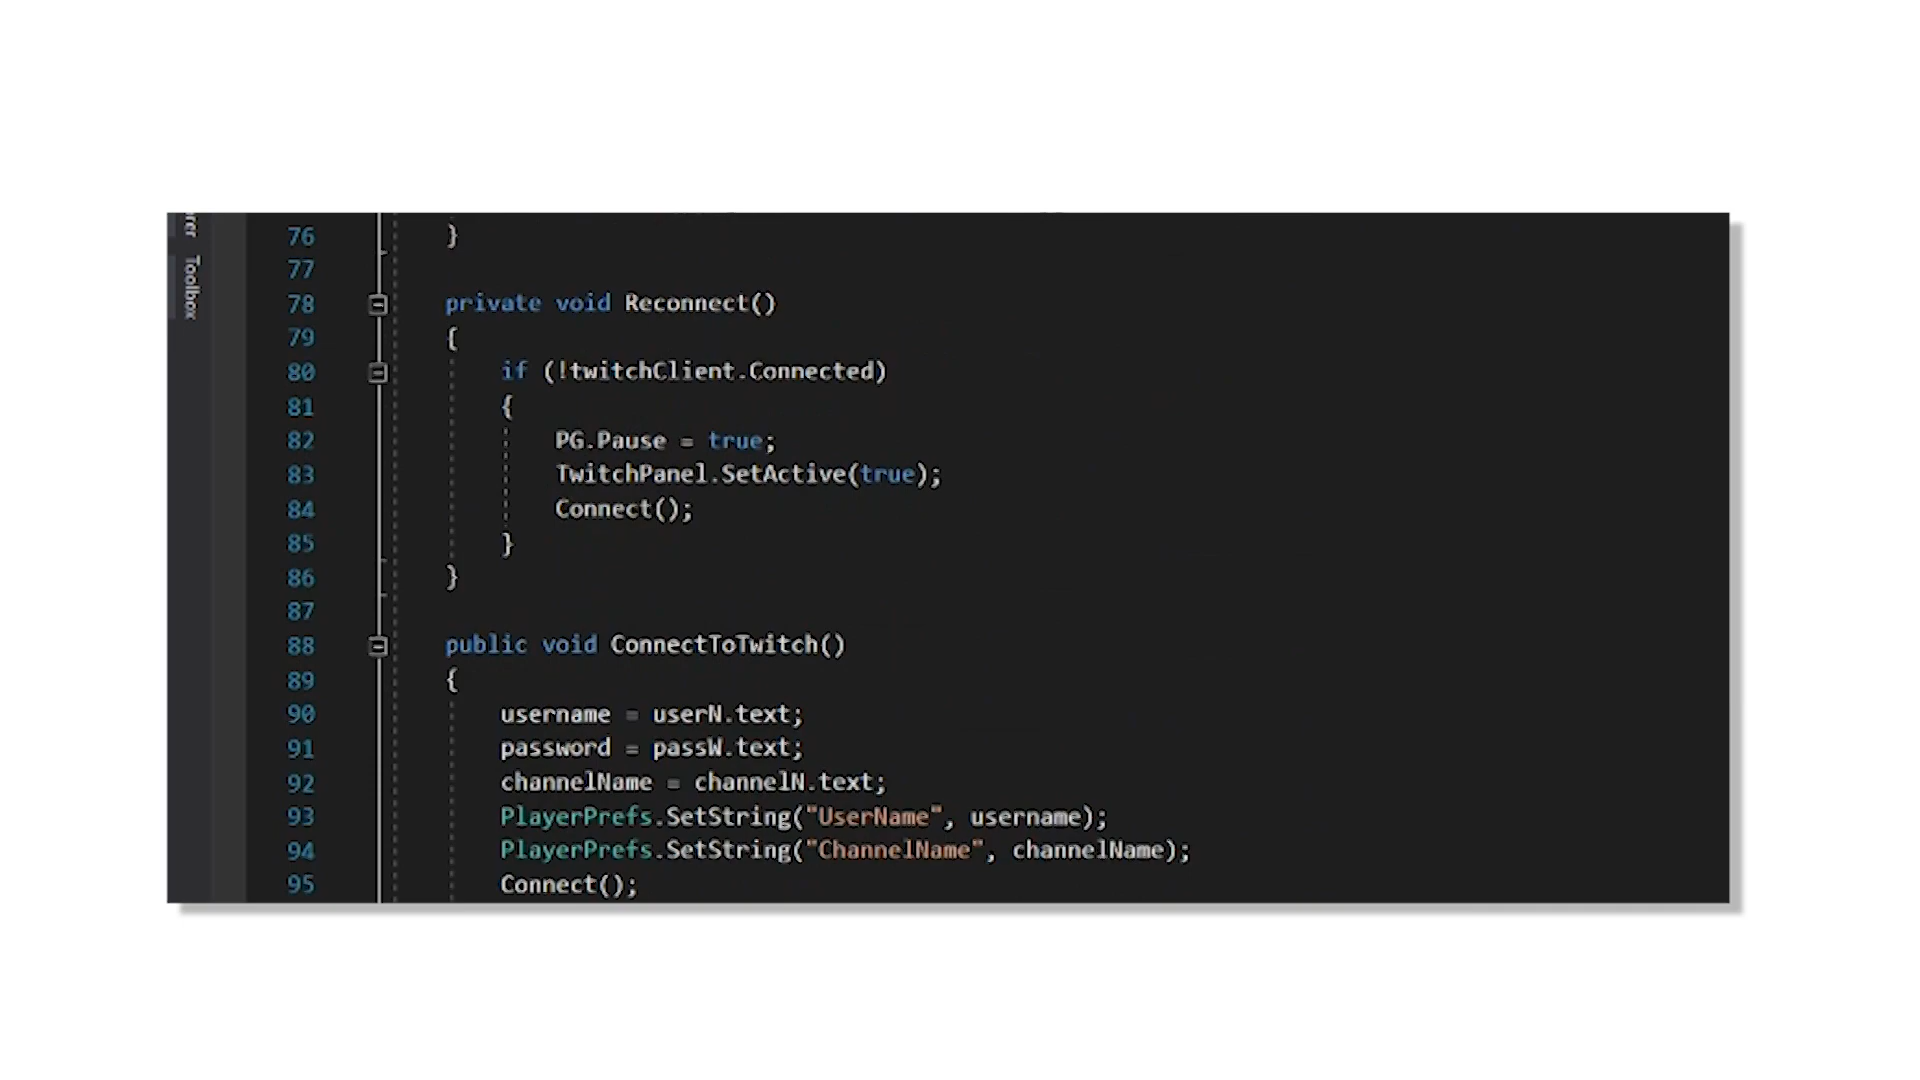 Toolbox
76 }
77
78 private void Reconnect()
79 {
80 if (!twitchClient.Connected)
81 {
82 PG.Pause = true;
83 TwitchPanel.SetActive(true);
84 Connect();
85 }
86 }
87
88 public void ConnectToTwitch()
89 {
90 username = userN.text;
91 password = passW.text;
92 channelName = channelN.text;
93 PlayerPrefs.SetString("UserName", username);
94 PlayerPrefs.SetString("ChannelName", channelName);
95 Connect();